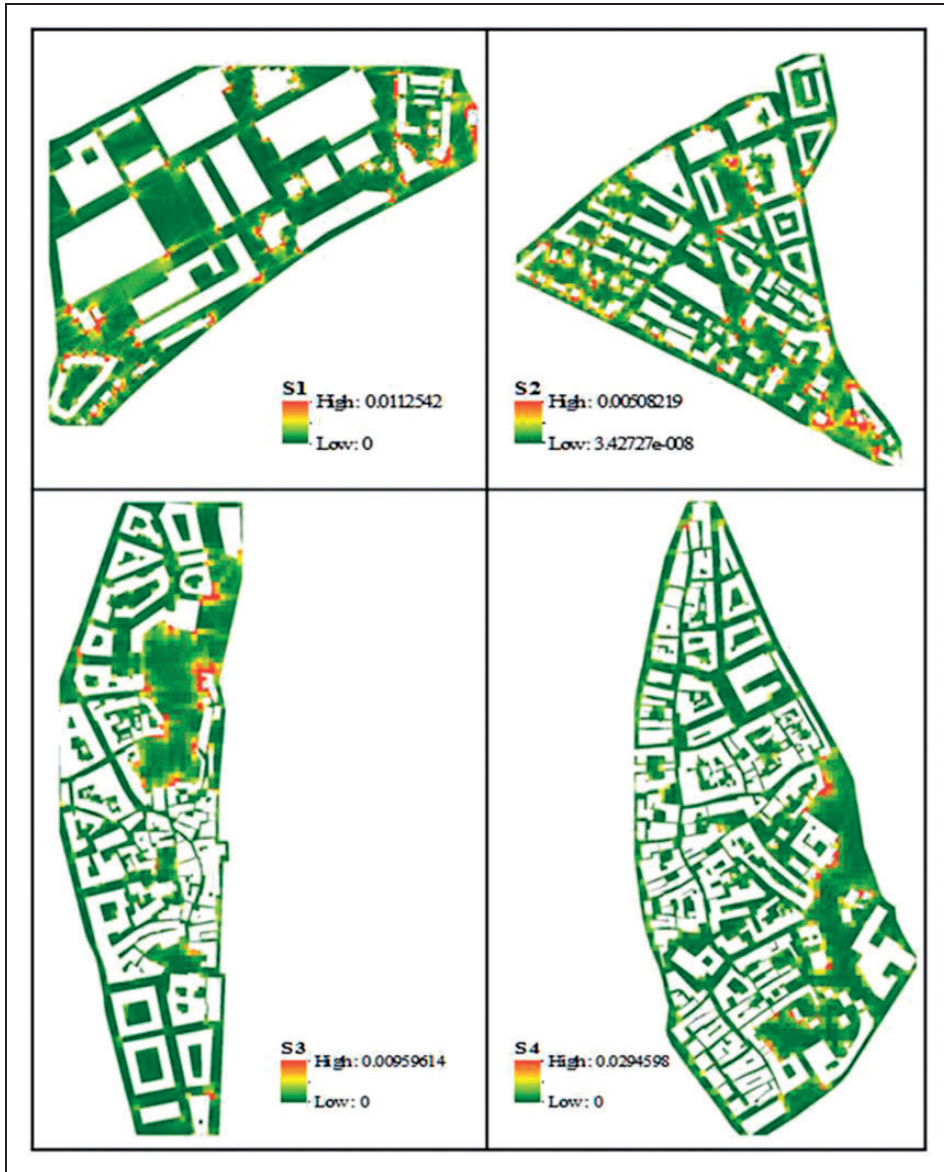 S1
High: 0.0112542
Low: 0
S2
High: 0.00508219
Low: 3.42727e-008
S3
High: 0.00959614
Low: 0
S4
High: 0.0294598
Low: 0